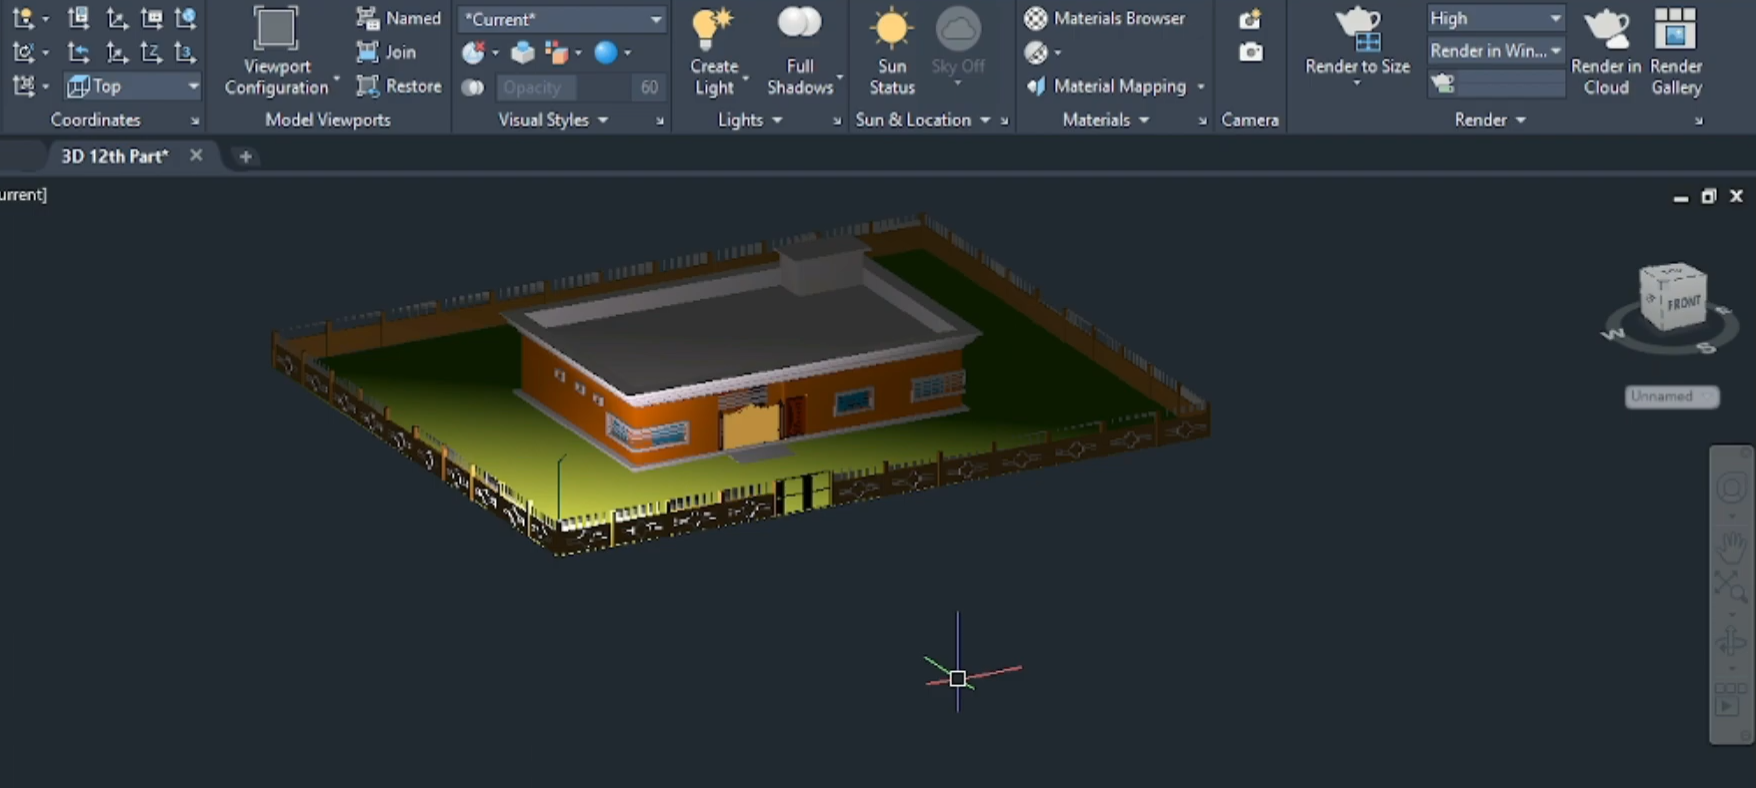 Named
*Current*
Join
Top
Restore
Opacity 60
Viewport
Configuration
Create
Light
Full
Shadows
Sun
Status
Sky Off
Materials Browser
Material Mapping
Render to Size
High
Render in Win...
Render in
Cloud
Render
Gallery
Coordinates
Model Viewports
Visual Styles
Lights
Sun & Location
Materials
Camera
Render
3D 12th Part*
urrent]
FRONT
W
S
Unnamed